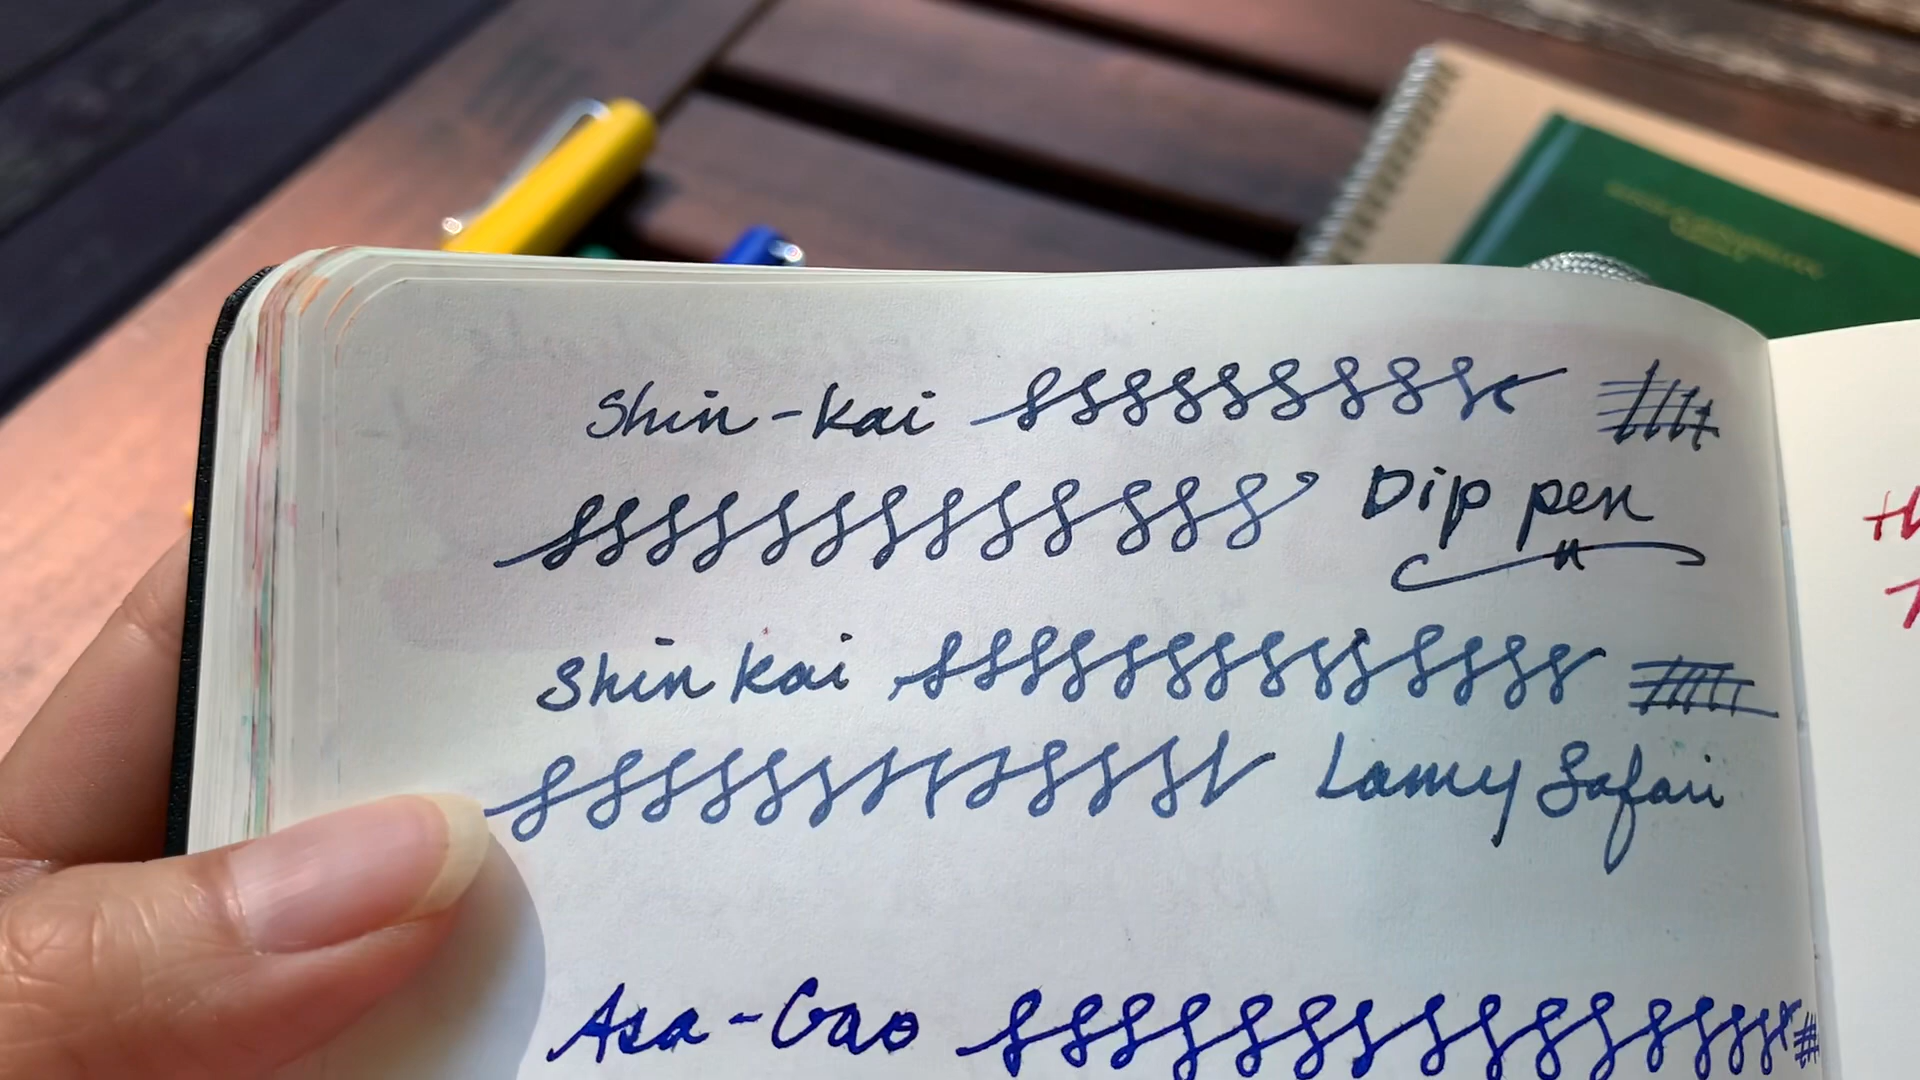 Shin-kai
Dip pen
Shin kai
Lamy Safari
Asa-Gao